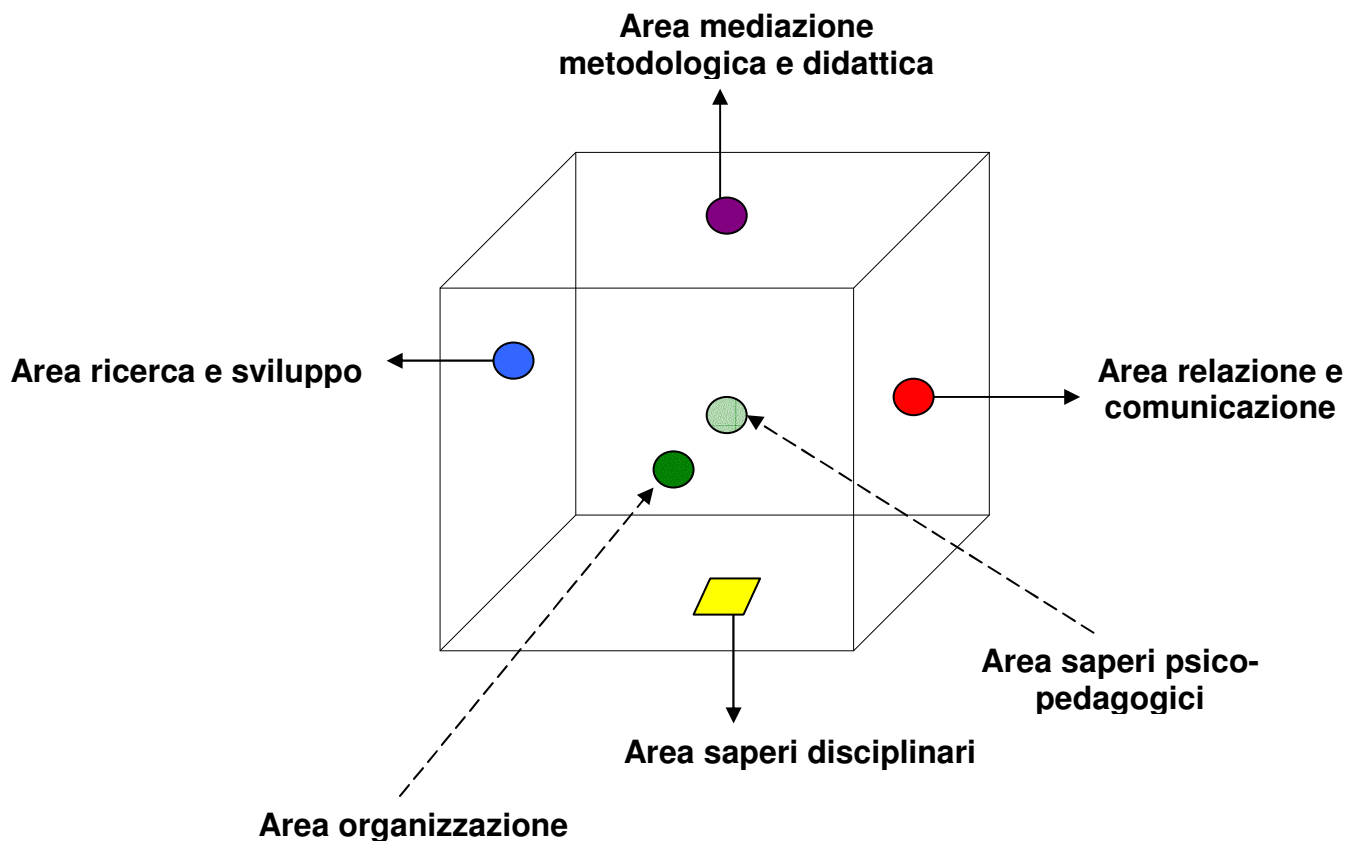 Area mediazione
metodologica e didattica
Area ricerca e sviluppo
Area relazione e
comunicazione
Area saperi psico-
pedagogici
Area saperi disciplinari
Area organizzazione